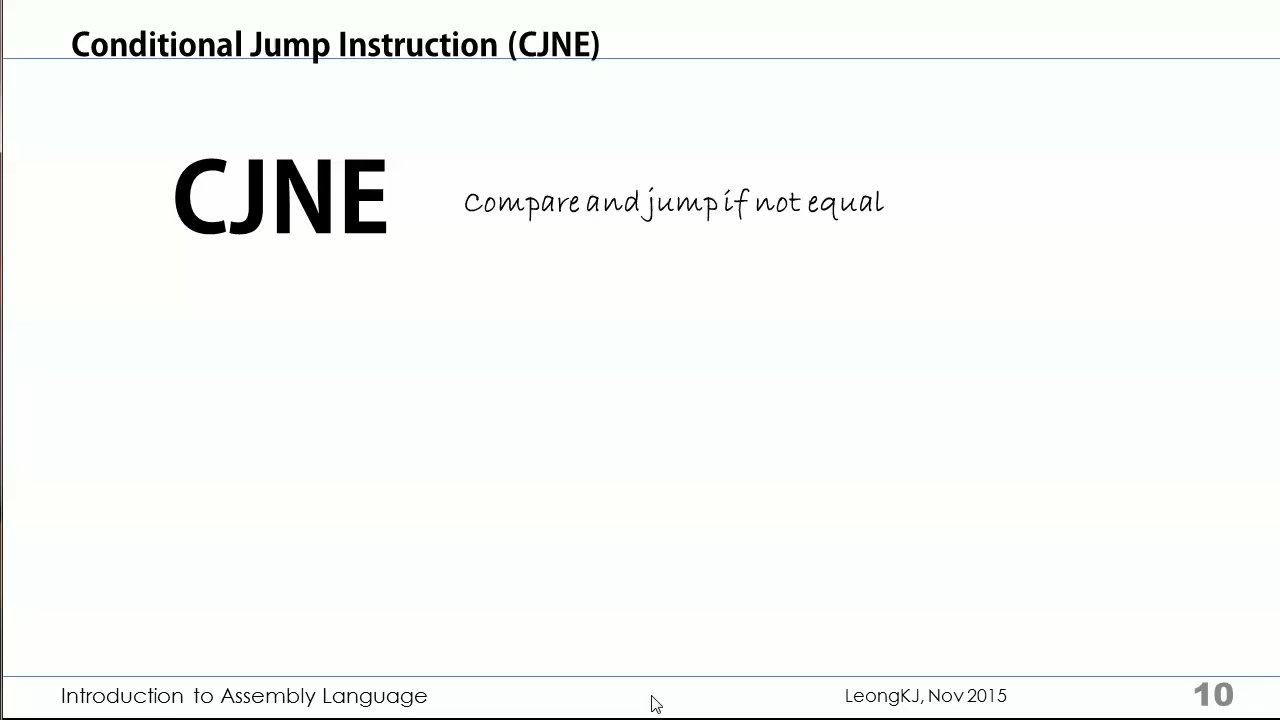 Conditional Jump Instruction (CJNE)
CJNE
Compare and jump if not equal
Introduction to Assembly Language
LeongKJ, Nov 2015
10